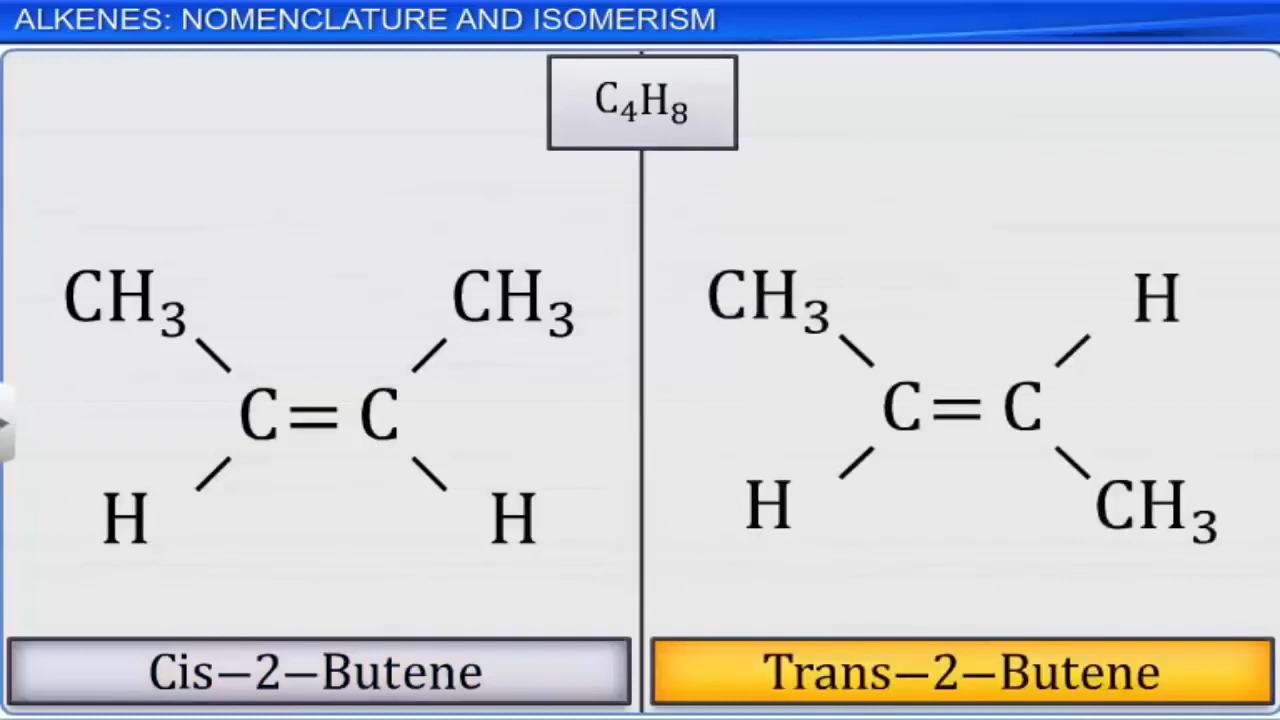 ALKENES: NOMENCLATURE AND ISOMERISM
C₄H₈
CH₃ CH₃
C=C
H H
Cis−2−Butene
CH₃ H
C=C
H CH₃
Trans−2−Butene